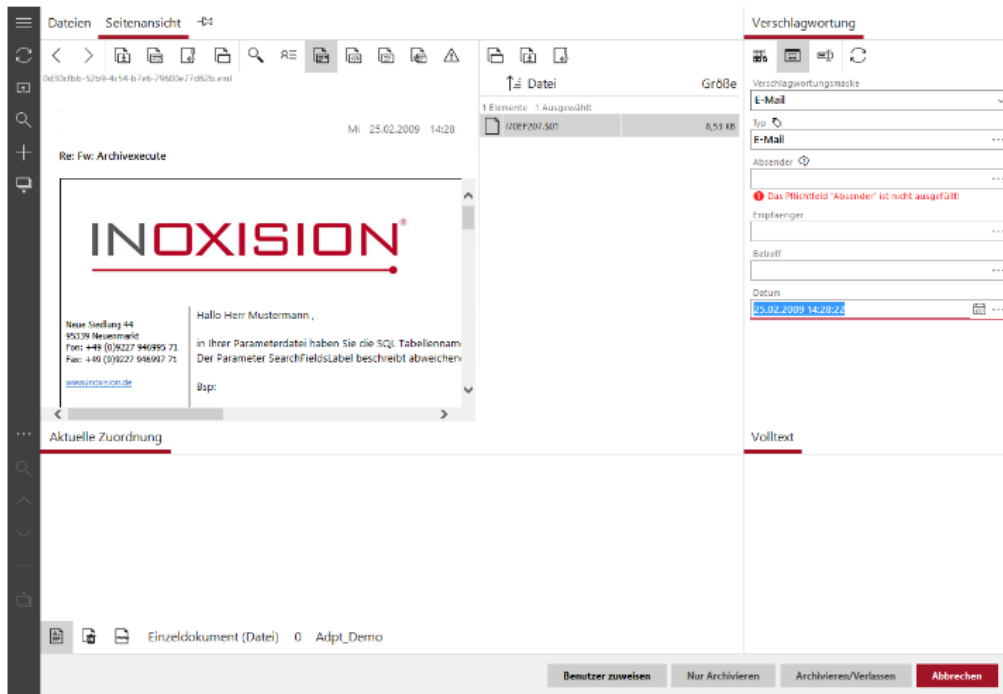 Dateien Seitenansicht
Verschlagwortung
0d30cfbb-52b9-4c54-b7e6-79600e77d62b.eml
Mi 25.02.2009 14:28
Re: Fw: Archivexecute
INOXISION®
Neue Siedlung 44
95339 Neuenmarkt
Fon: +49 (0)9227 946995 71
Fax: +49 (0)9227 946997 71
www.inoxision.de
Hallo Herr Mustermann ,
in Ihrer Parameterdatei haben Sie die SQL Tabellennam
Der Parameter SearchFieldsLabel beschreibt abweichen
Bsp:
Datei Größe
1 Elemente 1 Ausgewählt
I70EF207.S01 8,53 KB
Verschlagwortungsmaske
E-Mail
Typ
E-Mail
Absender
Das Pflichtfeld "Absender" ist nicht ausgefüllt!
Empfaenger
Betreff
Datum
25.02.2009 14:28:22
Aktuelle Zuordnung
Volltext
Einzeldokument (Datei) 0 Adpt_Demo
Benutzer zuweisen Nur Archivieren Archivieren/Verlassen Abbrechen